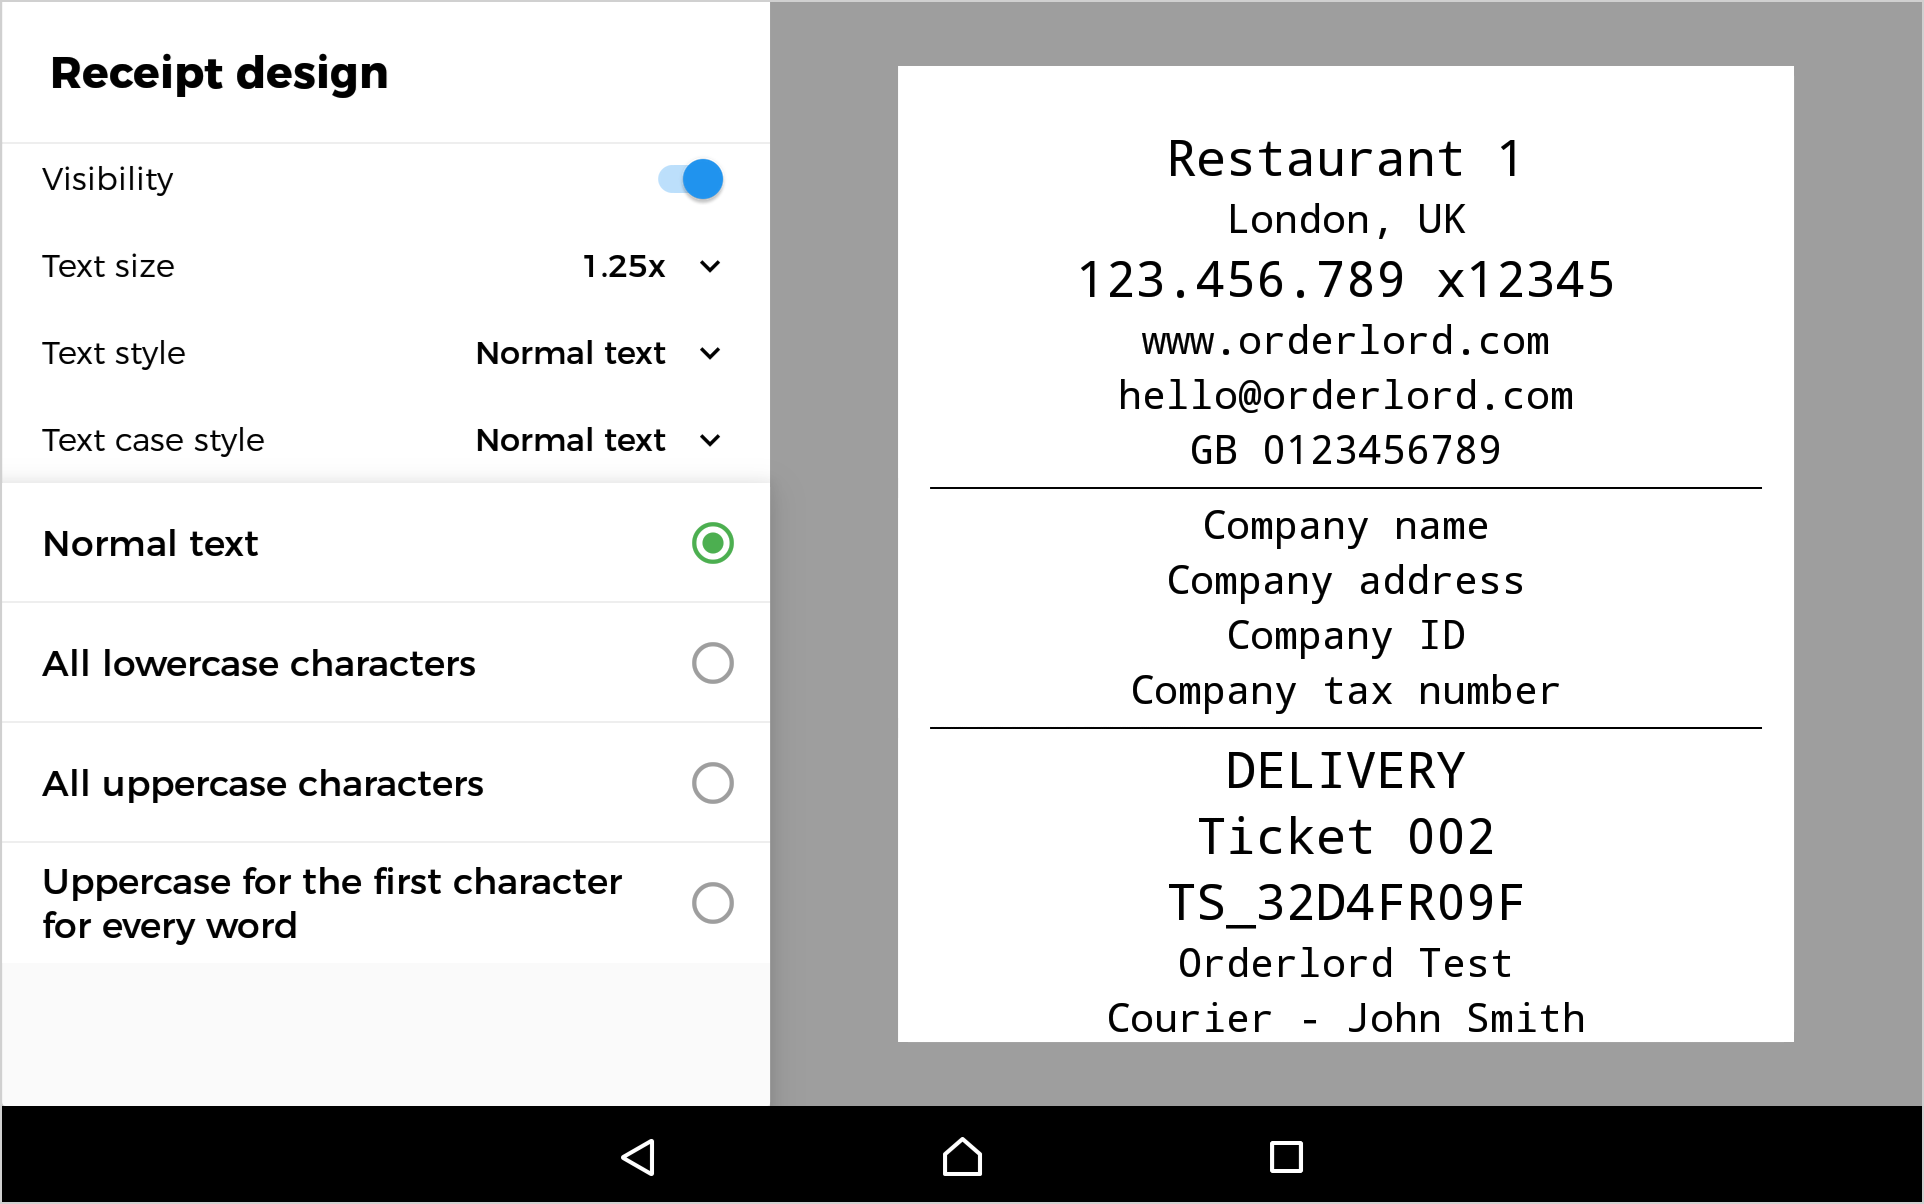 Receipt design
Visibility
Text size 1.25x
Text style Normal text
Text case style Normal text
Normal text
All lowercase characters
All uppercase characters
Uppercase for the first character
for every word
Restaurant 1
London, UK
123.456.789 x12345
www.orderlord.com
hello@orderlord.com
GB 0123456789
Company name
Company address
Company ID
Company tax number
DELIVERY
Ticket 002
TS_32D4FR09F
Orderlord Test
Courier - John Smith